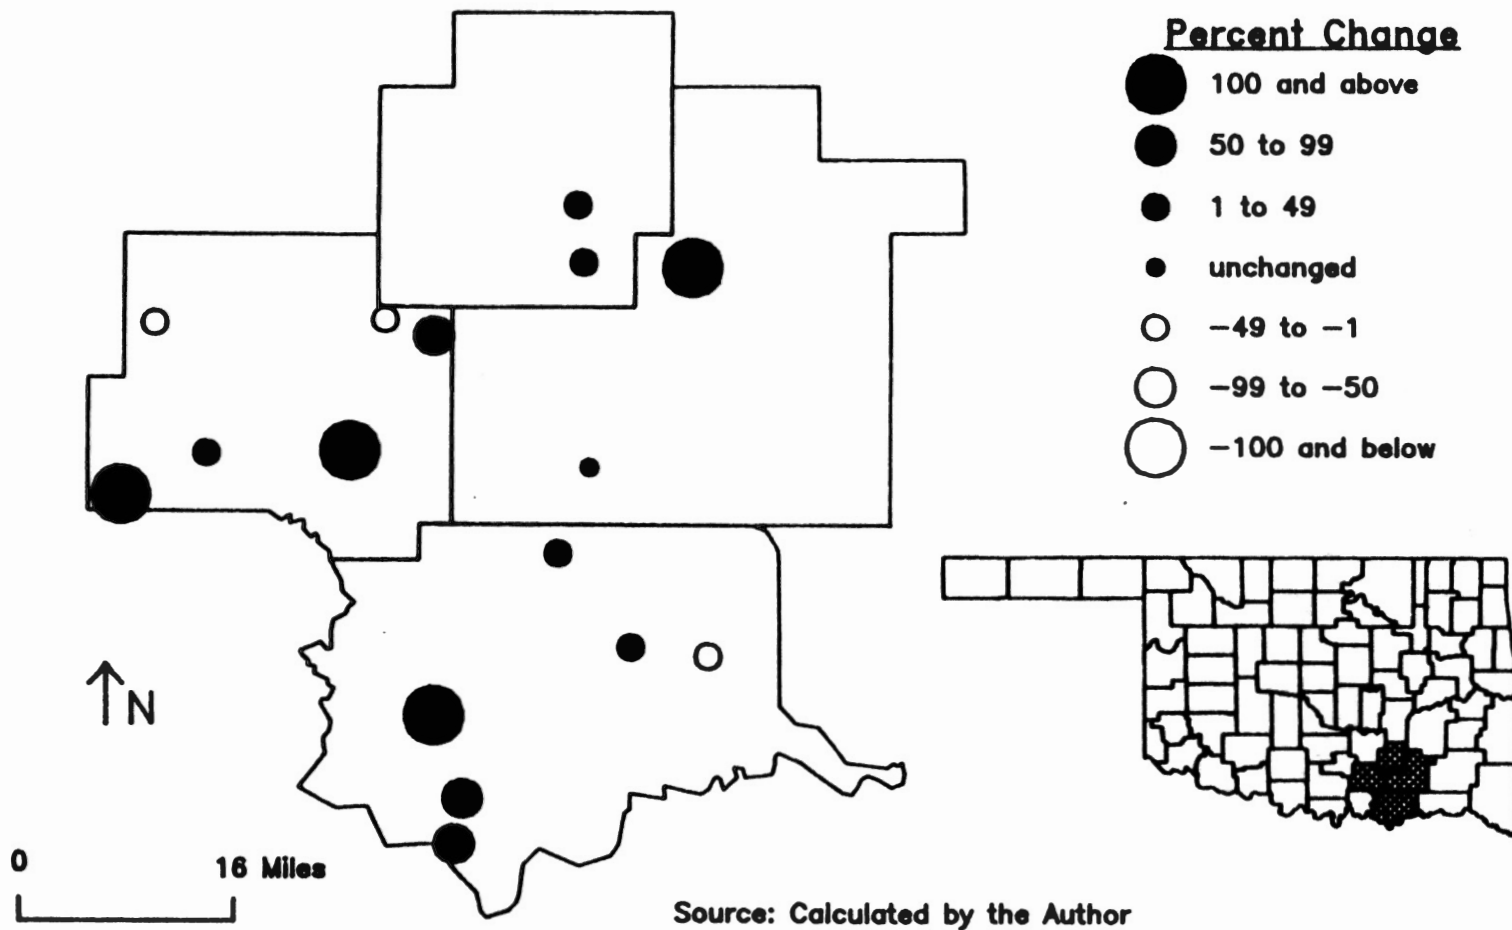 Percent Change
100 and above
50 to 99
1 to 49
unchanged
−49 to −1
−99 to −50
−100 and below
N
0 16 Miles
Source: Calculated by the Author